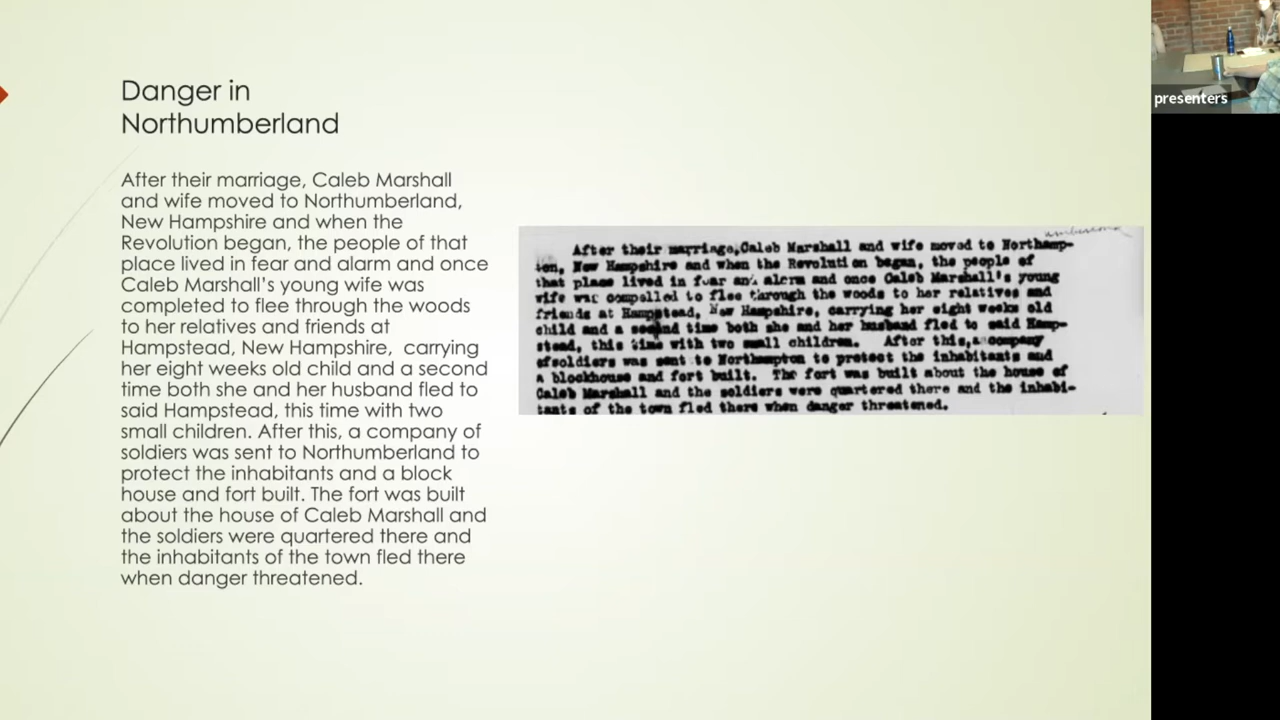 Danger in
Northumberland
After their marriage, Caleb Marshall
and wife moved to Northumberland,
New Hampshire and when the
Revolution began, the people of that
place lived in fear and alarm and once
Caleb Marshall's young wife was
completed to flee through the woods
to her relatives and friends at
Hampstead, New Hampshire,  carrying
her eight weeks old child and a second
time both she and her husband fled to
said Hampstead, this time with two
small children. After this, a company of
soldiers was sent to Northumberland to
protect the inhabitants and a block
house and fort built. The fort was built
about the house of Caleb Marshall and
the soldiers were quartered there and
the inhabitants of the town fled there
when danger threatened.
After their marriage,Caleb Marshall and wife moved to Northamp-
ton, New Hampshire and when the Revolution began, the people of
that place lived in fear and alarm and once Caleb Marshall's young
wife was compelled to flee through the woods to her relatives and
friends at Hampstead, New Hampshire, carrying her eight weeks old
child and a second time both she and her husband fled to said Hamp-
stead, this time with two small children. After this,a company
ofsoldiers was sent to Northampton to protect the inhabitants and
a blockhouse and fort built. The fort was built about the house of
Caleb Marshall and the soldiers were quartered there and the inhabi-
tants of the town fled there when danger threatened.
presenters